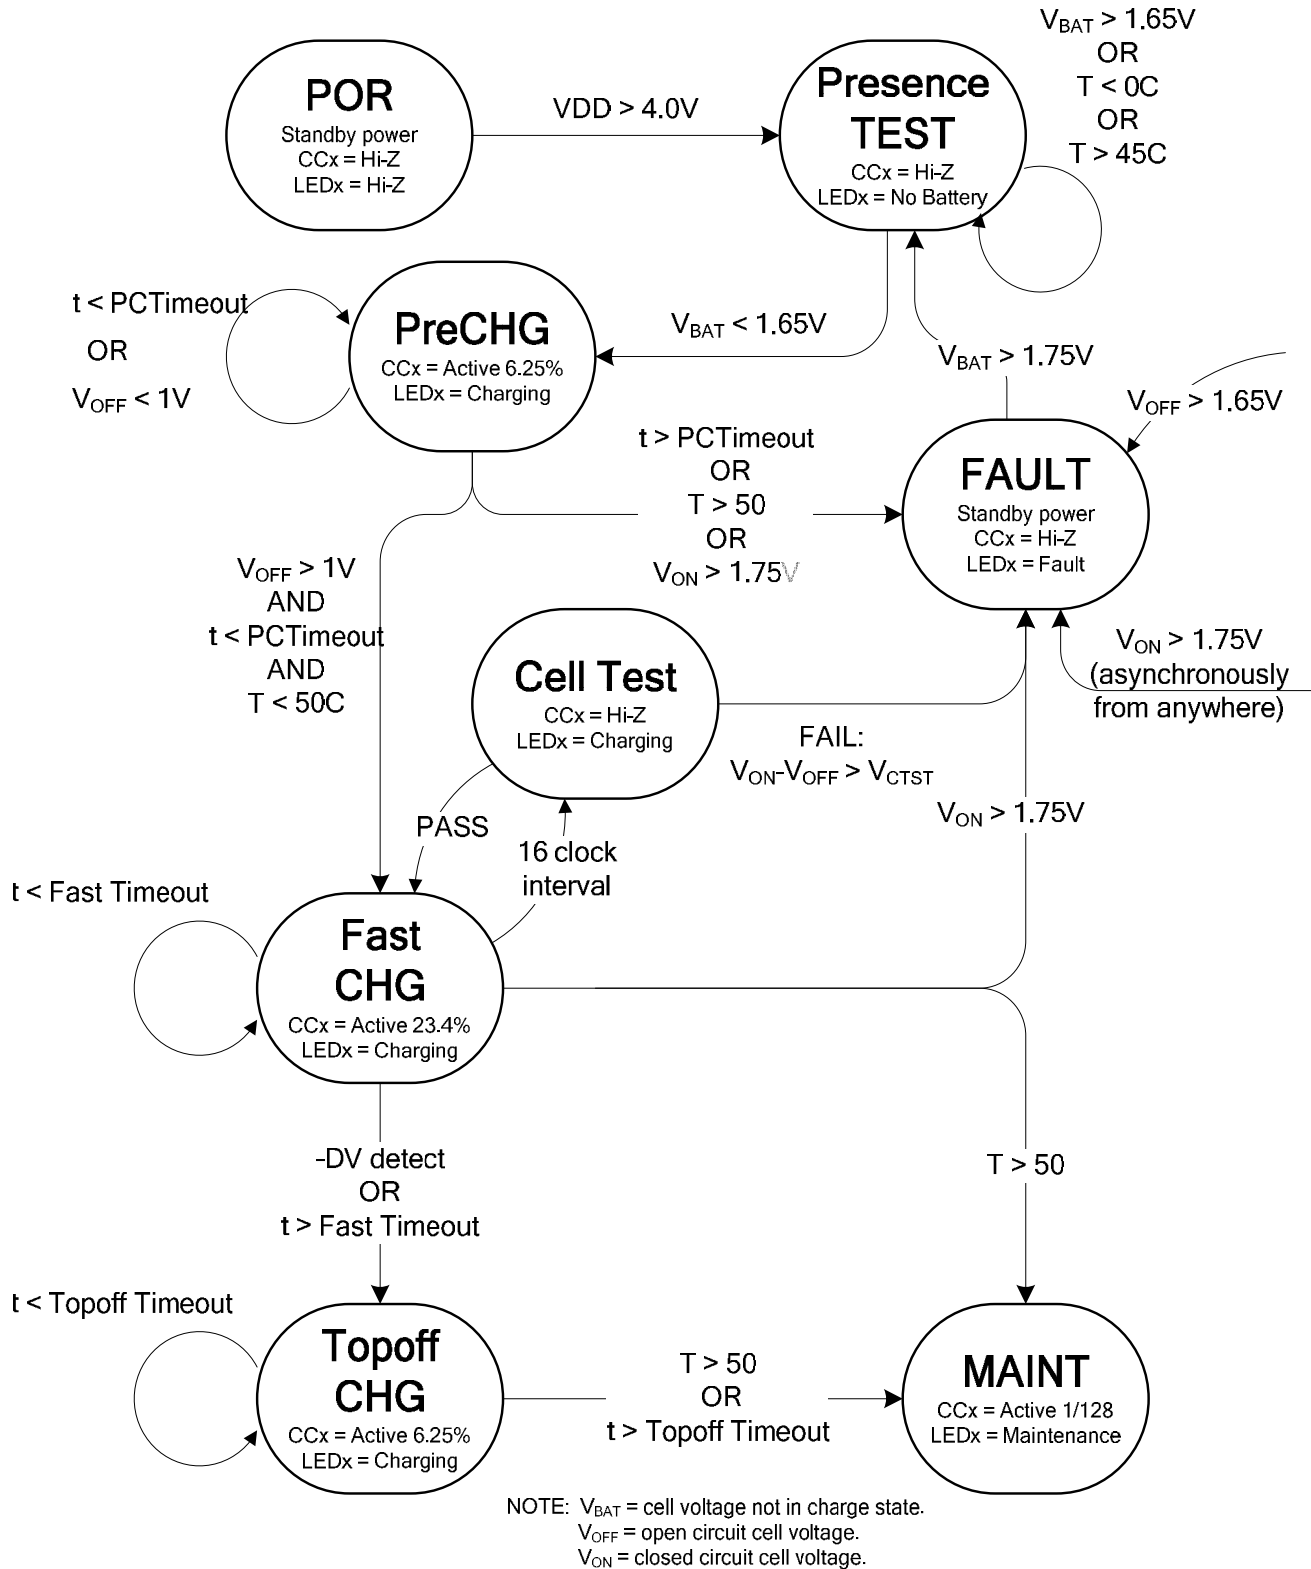 POR
Standby power
CCx = Hi-Z
LEDx = Hi-Z
VDD > 4.0V
Presence
TEST
CCx = Hi-Z
LEDx = No Battery
VBAT > 1.65V
OR
T < 0C
OR
T > 45C
t < PCTimeout
OR
VOFF < 1V
PreCHG
CCx = Active 6.25%
LEDx = Charging
VBAT < 1.65V
VBAT > 1.75V
VOFF > 1.65V
t > PCTimeout
OR
T > 50
OR
VON > 1.75V
FAULT
Standby power
CCx = Hi-Z
LEDx = Fault
VOFF > 1V
AND
t < PCTimeout
AND
T < 50C
Cell Test
CCx = Hi-Z
LEDx = Charging
FAIL:
VON-VOFF > VCTST
VON > 1.75V
(asynchronously
from anywhere)
VON > 1.75V
PASS
16 clock
interval
t < Fast Timeout
Fast
CHG
CCx = Active 23.4%
LEDx = Charging
-DV detect
OR
t > Fast Timeout
T > 50
t < Topoff Timeout
Topoff
CHG
CCx = Active 6.25%
LEDx = Charging
T > 50
OR
t > Topoff Timeout
MAINT
CCx = Active 1/128
LEDx = Maintenance
NOTE: VBAT = cell voltage not in charge state.
VOFF = open circuit cell voltage.
VON = closed circuit cell voltage.